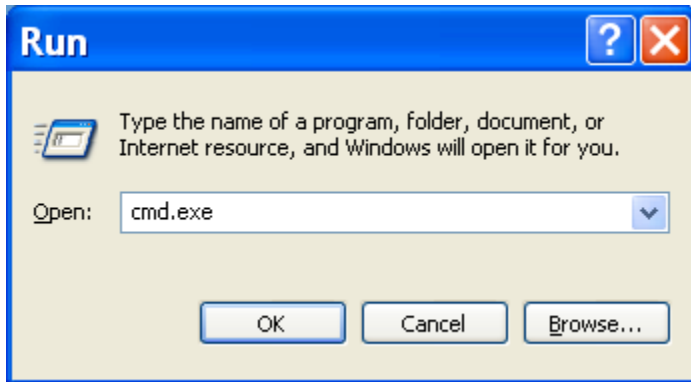 Run
Type the name of a program, folder, document, or
Internet resource, and Windows will open it for you.
Open: cmd.exe
OK Cancel Browse...